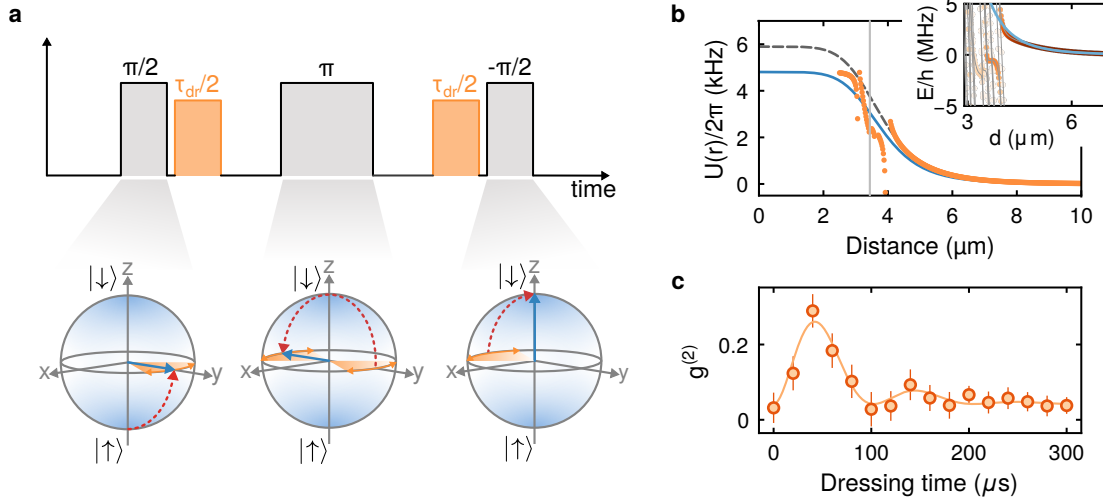 a
π/2
τdr/2
π
τdr/2
-π/2
time
|↓⟩
z
x
y
|↑⟩
|↓⟩
z
x
y
|↑⟩
|↓⟩
z
x
y
|↑⟩
b
U(r)/2π (kHz)
6
4
2
0
0
2
4
6
8
10
Distance (μm)
E/h (MHz)
5
0
−5
3
6
d (μm)
c
g(2)
0.2
0
0
100
200
300
Dressing time (μs)